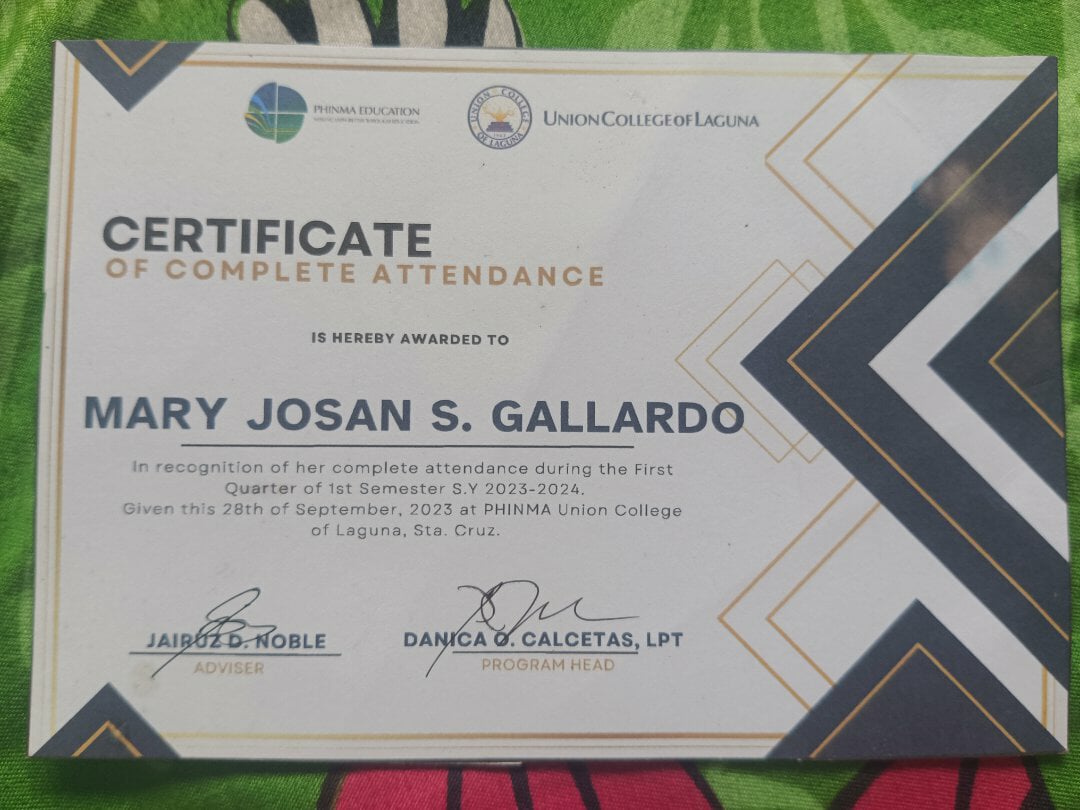 PHINMA EDUCATION
UNION COLLEGE OF LAGUNA
UNION COLLEGE OF LAGUNA
CERTIFICATE
OF COMPLETE ATTENDANCE
IS HEREBY AWARDED TO
MARY JOSAN S. GALLARDO
In recognition of her complete attendance during the First
Quarter of 1st Semester S.Y 2023-2024.
Given this 28th of September, 2023 at PHINMA Union College
of Laguna, Sta. Cruz.
JAIRUZ D. NOBLE
ADVISER
DANICA O. CALCETAS, LPT
PROGRAM HEAD